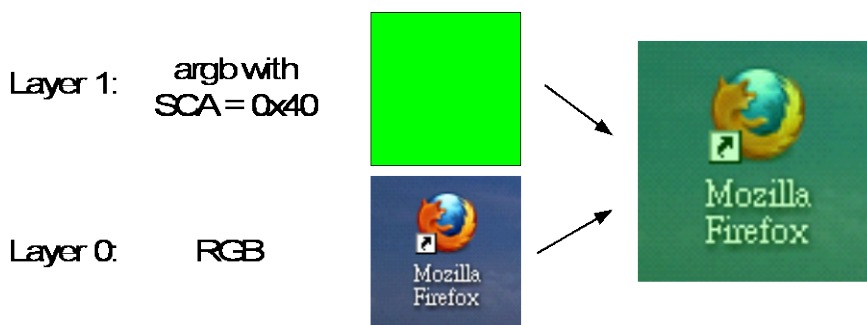 Layer 1:
argb with
SCA = 0x40
Layer 0:
RGB
Mozilla
Firefox
Mozilla
Firefox